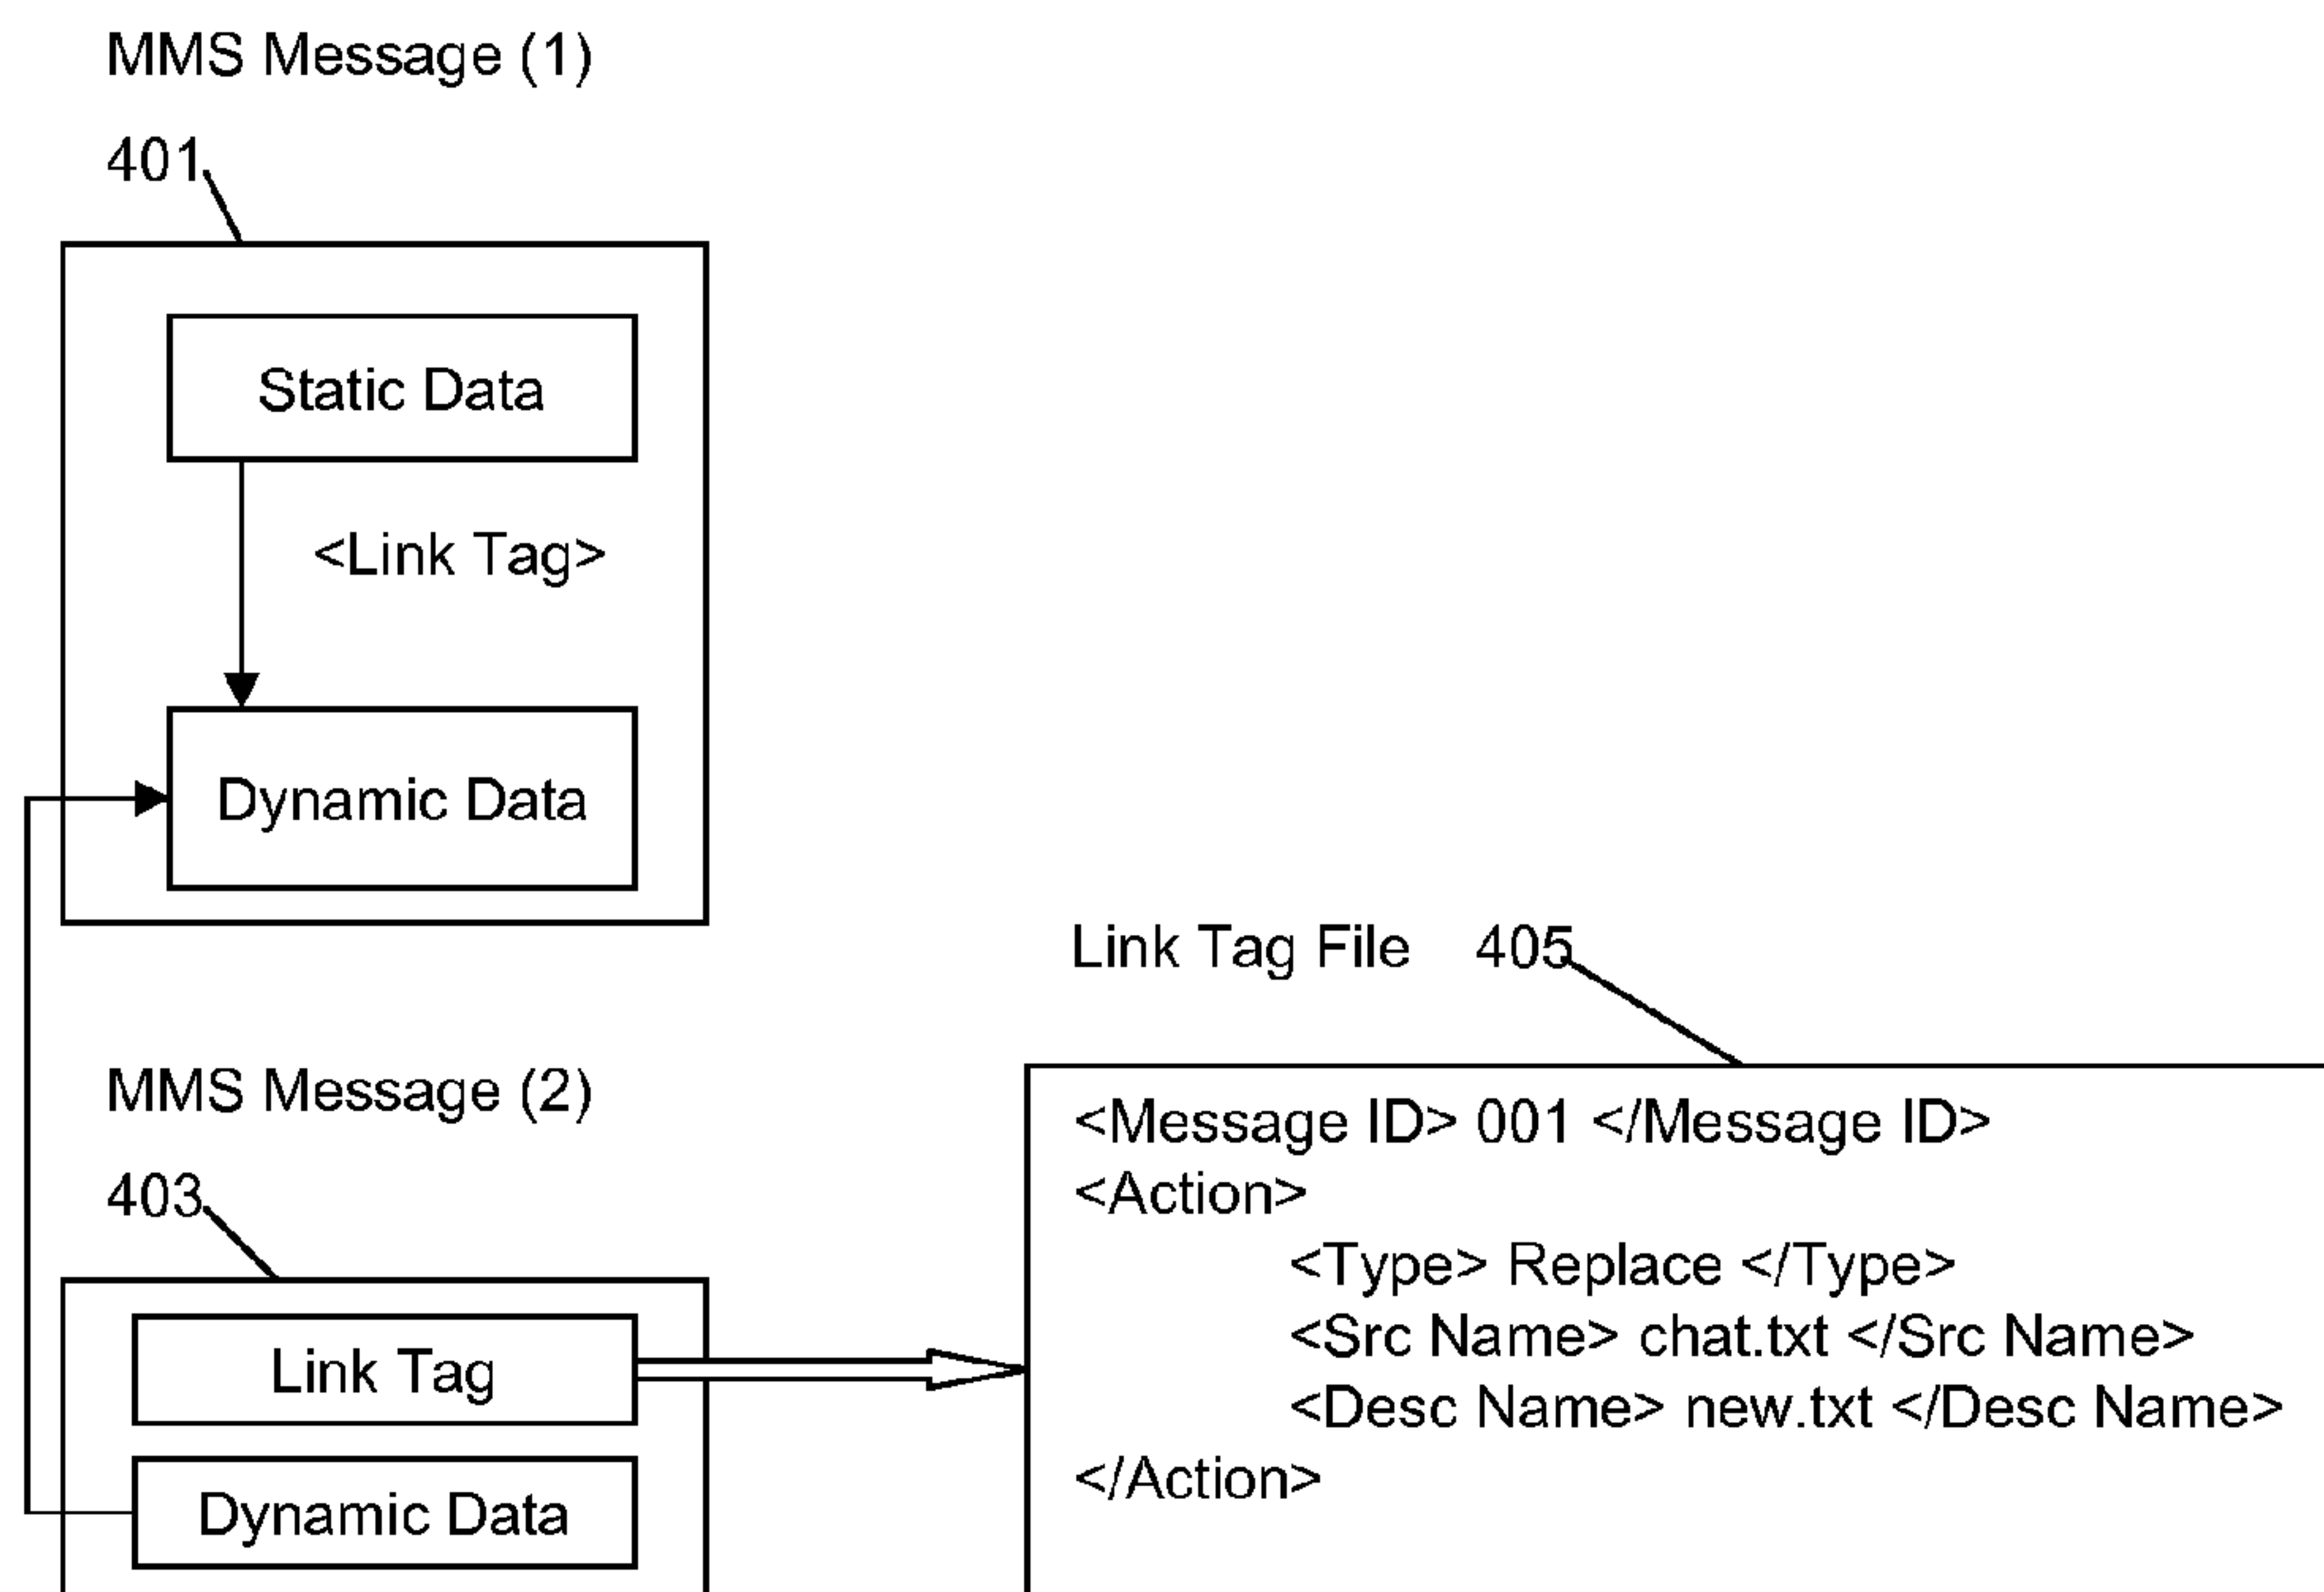 MMS Message (1)
401
Static Data
<Link Tag>
Dynamic Data
MMS Message (2)
403
Link Tag
Dynamic Data
Link Tag File 405
<Message ID> 001 </Message ID>
<Action>
<Type> Replace </Type>
<Src Name> chat.txt </Src Name>
<Desc Name> new.txt </Desc Name>
</Action>